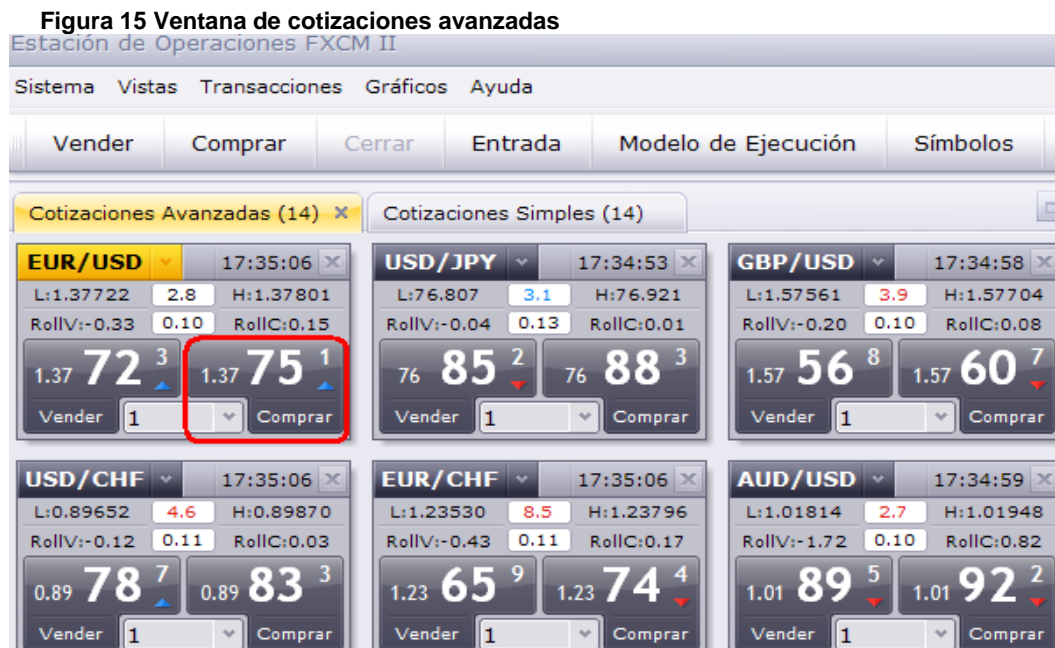 Figura 15 Ventana de cotizaciones avanzadas
Estación de Operaciones FXCM II
Sistema Vistas Transacciones Gráficos Ayuda
Vender Comprar Cerrar Entrada Modelo de Ejecución Símbolos
Cotizaciones Avanzadas (14) Cotizaciones Simples (14)
EUR/USD 17:35:06 USD/JPY 17:34:53 GBP/USD 17:34:58
L:1.37722 2.8 H:1.37801 L:76.807 3.1 H:76.921 L:1.57561 3.9 H:1.57704
RollV:-0.33 0.10 RollC:0.15 RollV:-0.04 0.13 RollC:0.01 RollV:-0.20 0.10 RollC:0.08
1.37 72 3 1.37 75 1 76 85 2 76 88 3 1.57 56 8 1.57 60 7
Vender 1 Comprar Vender 1 Comprar Vender 1 Comprar
USD/CHF 17:35:06 EUR/CHF 17:35:06 AUD/USD 17:34:59
L:0.89652 4.6 H:0.89870 L:1.23530 8.5 H:1.23796 L:1.01814 2.7 H:1.01948
RollV:-0.12 0.11 RollC:0.03 RollV:-0.43 0.11 RollC:0.17 RollV:-1.72 0.10 RollC:0.82
0.89 78 7 0.89 83 3 1.23 65 9 1.23 74 4 1.01 89 5 1.01 92 2
Vender 1 Comprar Vender 1 Comprar Vender 1 Comprar